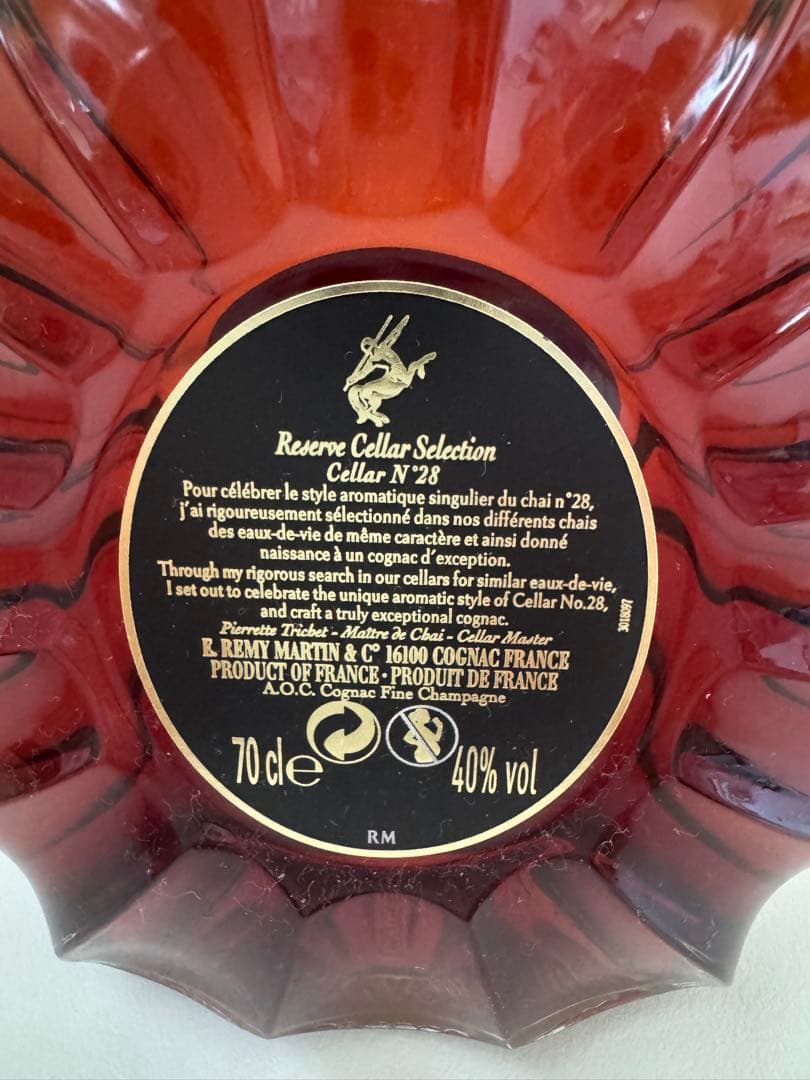 Reserve Cellar Selection
Cellar N°28
Pour célébrer le style aromatique singulier du chai n°28,
j'ai rigoureusement sélectionné dans nos différents chais
des eaux-de-vie de même caractère et ainsi donné
naissance à un cognac d'exception.
Through my rigorous search in our cellars for similar eaux-de-vie,
I set out to celebrate the unique aromatic style of Cellar No.28,
and craft a truly exceptional cognac.
Pierrette Trichet - Maître de Chai - Cellar Master
E. REMY MARTIN & C° 16100 COGNAC FRANCE
PRODUCT OF FRANCE • PRODUIT DE FRANCE
A.O.C. Cognac Fine Champagne
70 cl e 40% vol
RM
3018097